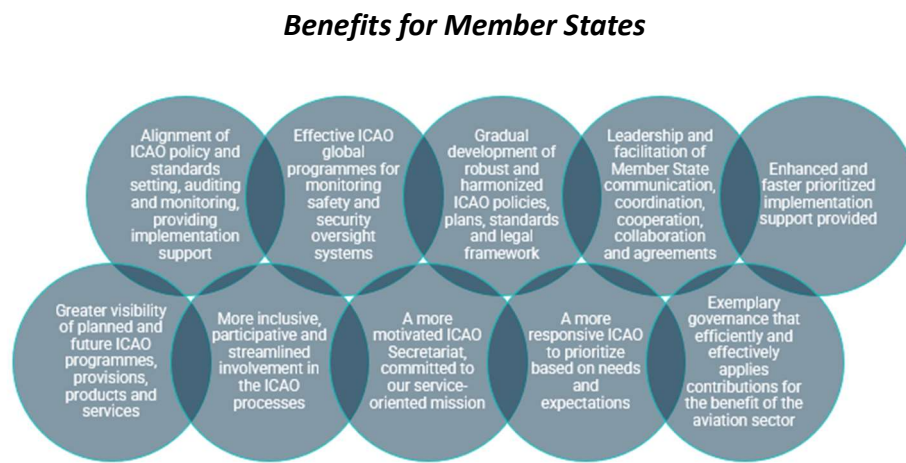 Benefits for Member States
Alignment of
ICAO policy and
standards
setting, auditing
and monitoring,
providing
implementation
support
Effective ICAO
global
programmes for
monitoring
safety and
security
oversight
systems
Gradual
development of
robust and
harmonized
ICAO policies,
plans, standards
and legal
framework
Leadership and
facilitation of
Member State
communication,
coordination,
cooperation,
collaboration
and agreements
Enhanced and
faster prioritized
implementation
support provided
Greater visibility
of planned and
future ICAO
programmes,
provisions,
products and
services
More inclusive,
participative and
streamlined
involvement in
the ICAO
processes
A more
motivated ICAO
Secretariat,
committed to
our service-
oriented mission
A more
responsive ICAO
to prioritize
based on needs
and
expectations
Exemplary
governance that
efficiently and
effectively
applies
contributions for
the benefit of the
aviation sector